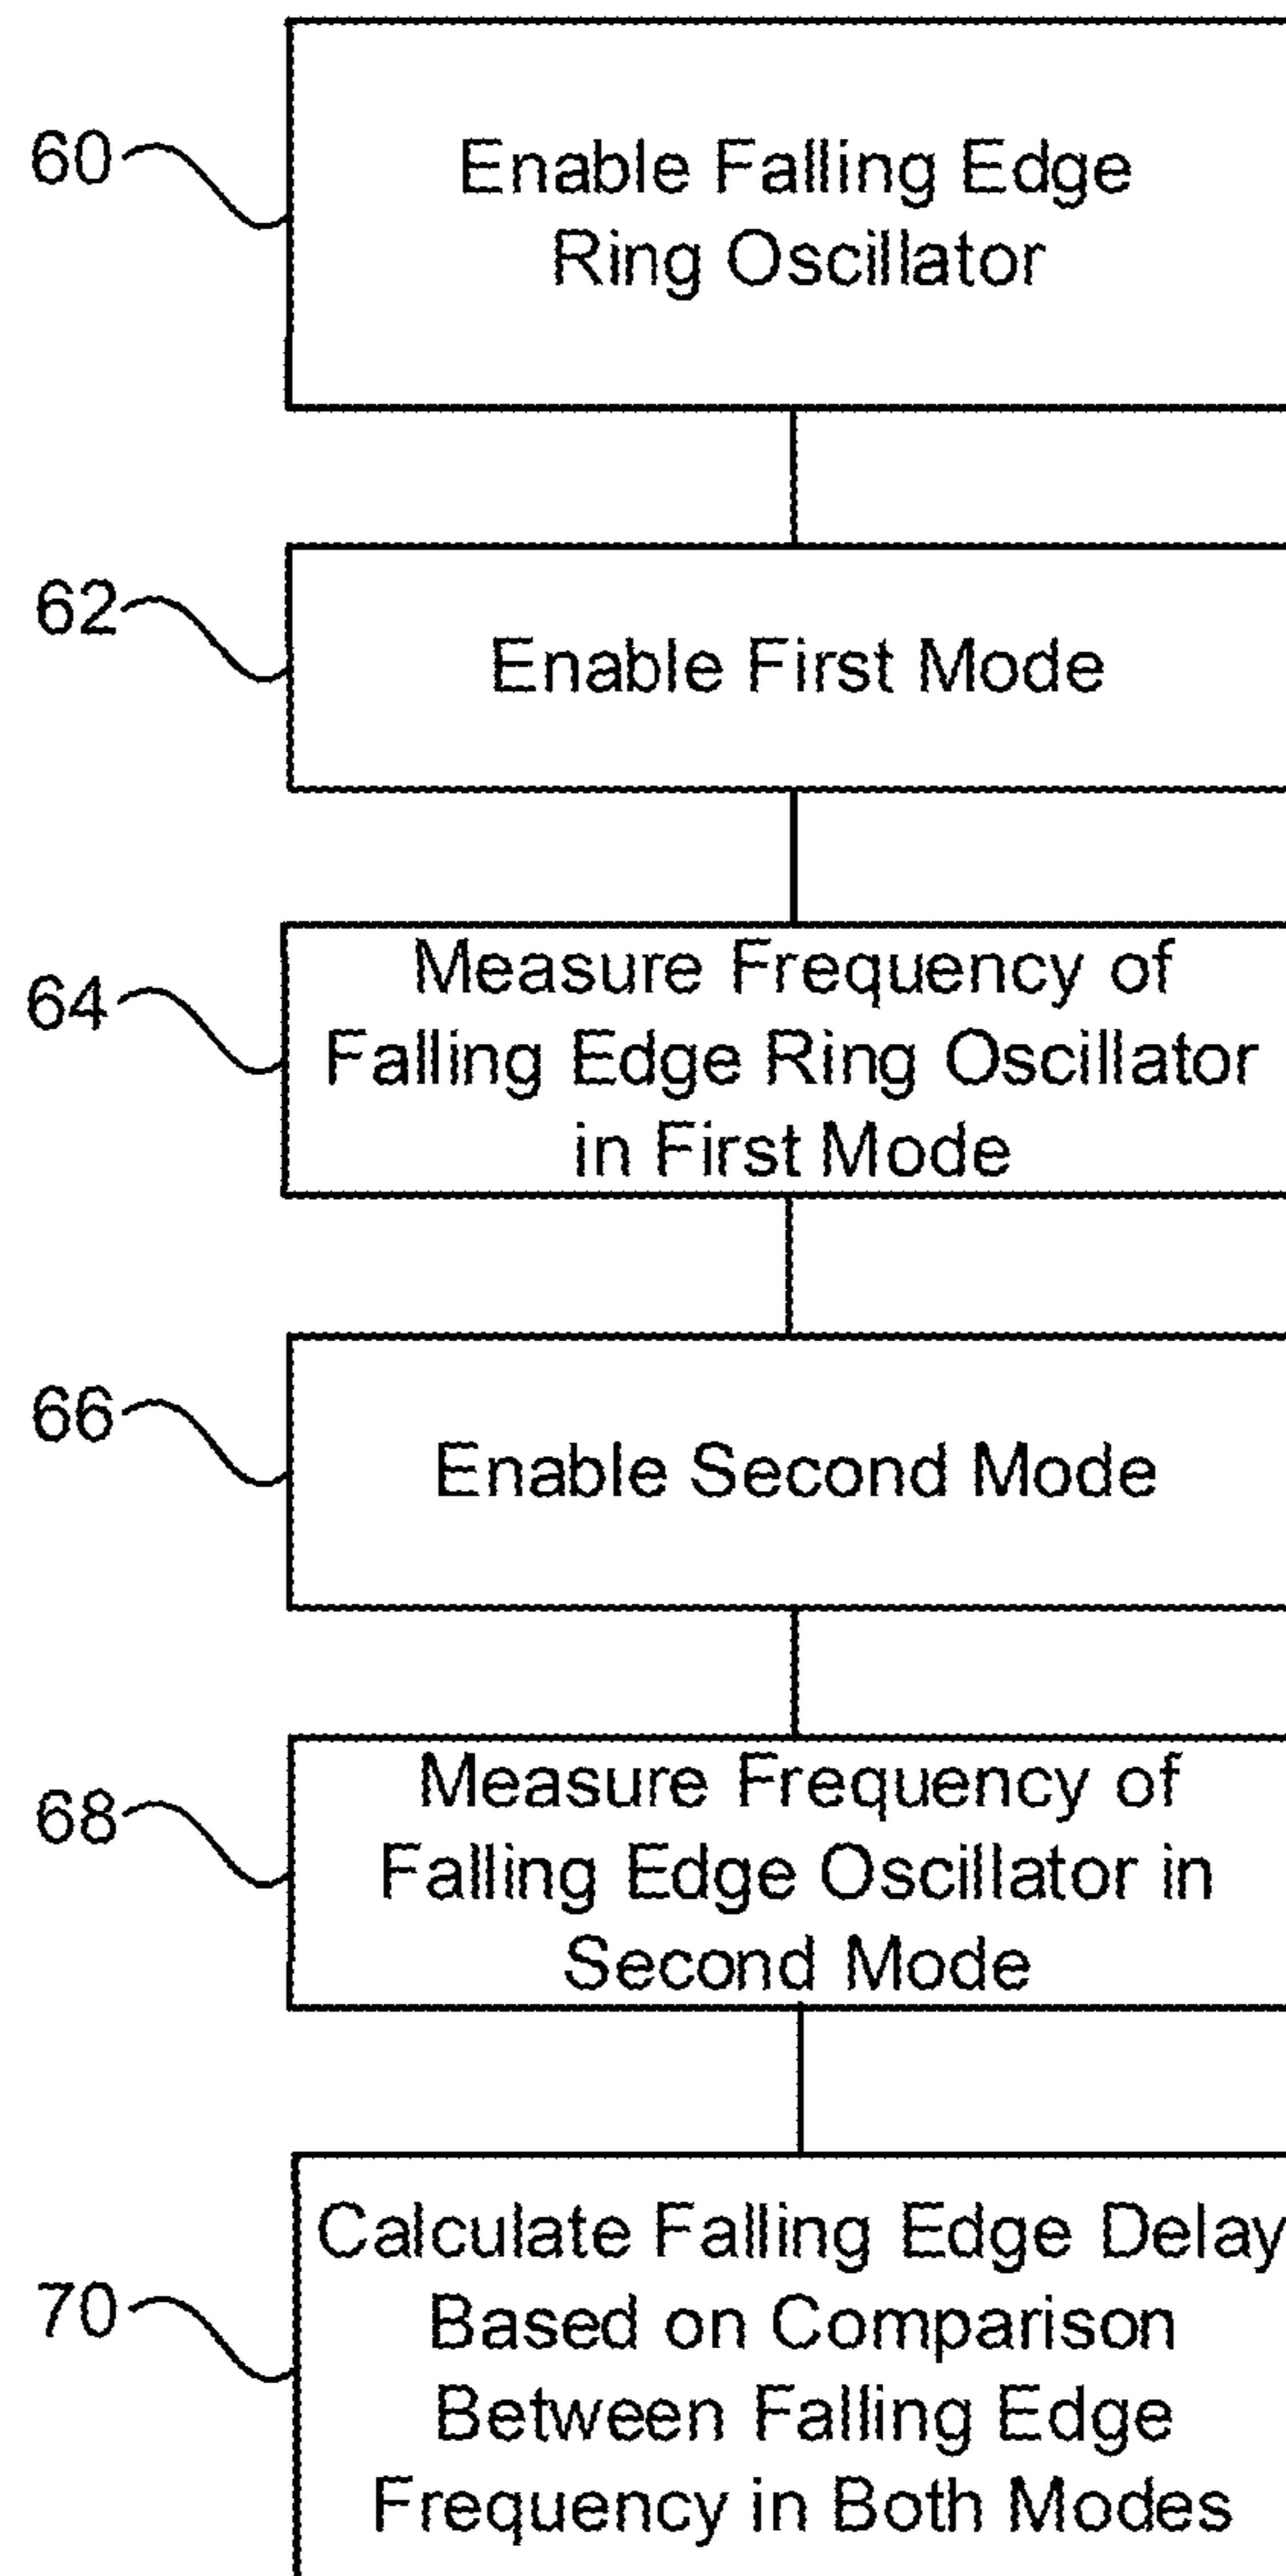 60
Enable Falling Edge
Ring Oscillator
62
Enable First Mode
64
Measure Frequency of
Falling Edge Ring Oscillator
in First Mode
66
Enable Second Mode
68
Measure Frequency of
Falling Edge Oscillator in
Second Mode
70
Calculate Falling Edge Delay
Based on Comparison
Between Falling Edge
Frequency in Both Modes